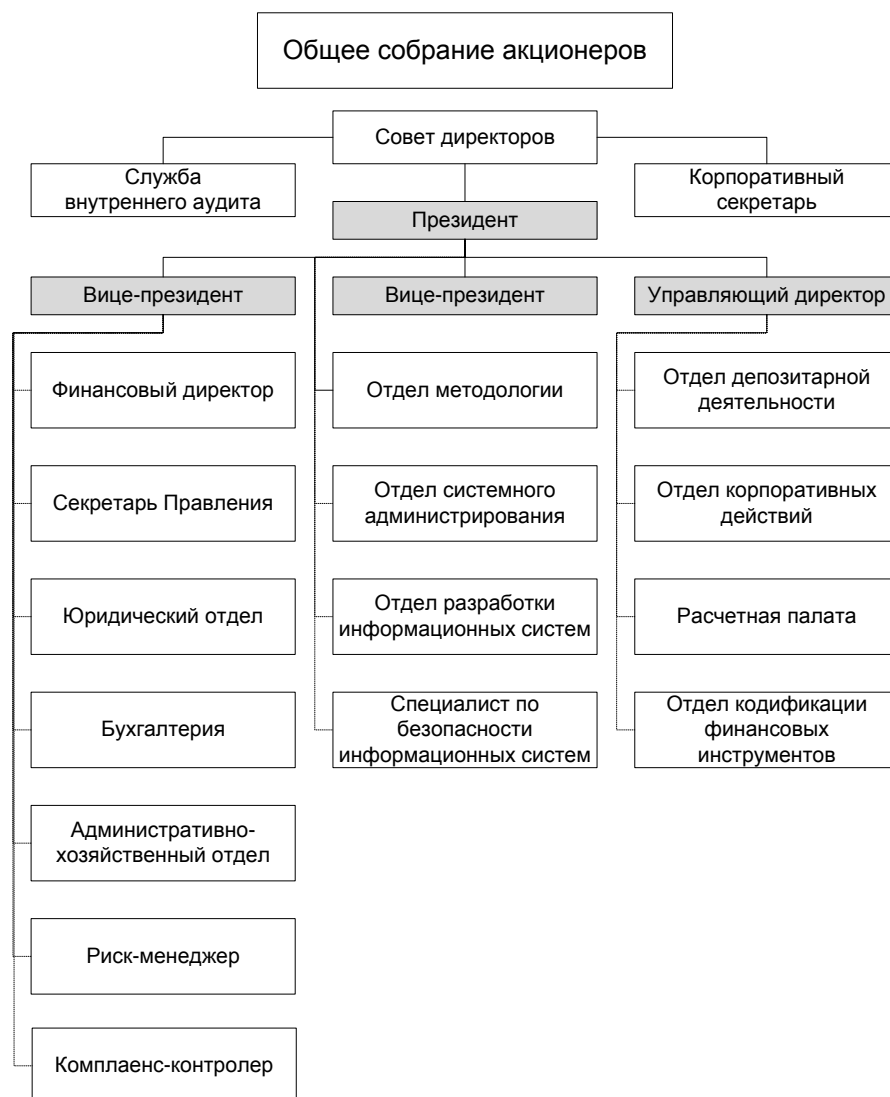 Общее собрание акционеров
Совет директоров
Служба
внутреннего аудита
Корпоративный
секретарь
Президент
Вице-президент
Вице-президент
Управляющий директор
Финансовый директор
Отдел методологии
Отдел депозитарной
деятельности
Секретарь Правления
Отдел системного
администрирования
Отдел корпоративных
действий
Юридический отдел
Отдел разработки
информационных систем
Расчетная палата
Бухгалтерия
Специалист по
безопасности
информационных систем
Отдел кодификации
финансовых
инструментов
Административно-
хозяйственный отдел
Риск-менеджер
Комплаенс-контролер